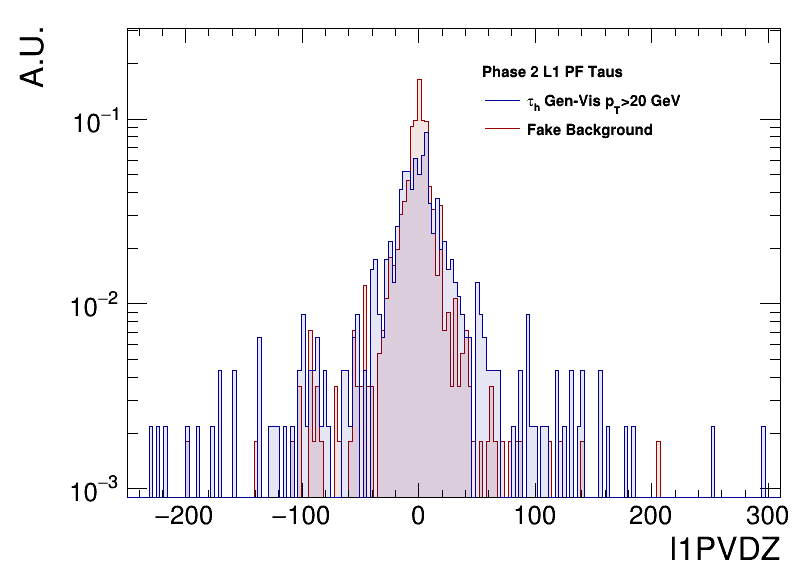 A.U.
Phase 2 L1 PF Taus
τh Gen-Vis pT>20 GeV
Fake Background
10−1
10−2
10−3
−200 −100 0 100 200 300
l1PVDZ